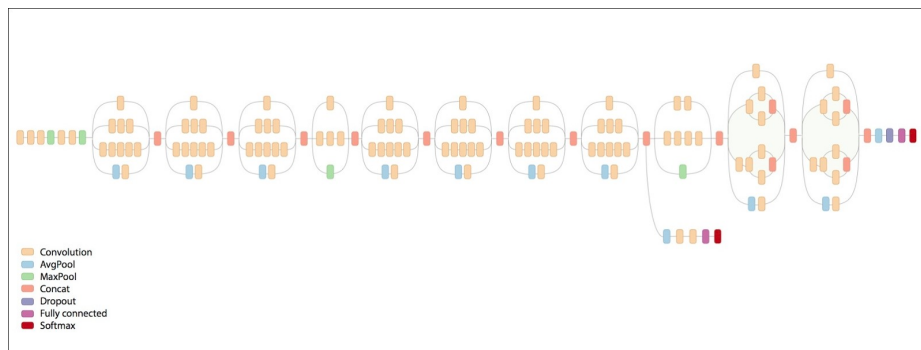 Convolution
AvgPool
MaxPool
Concat
Dropout
Fully connected
Softmax